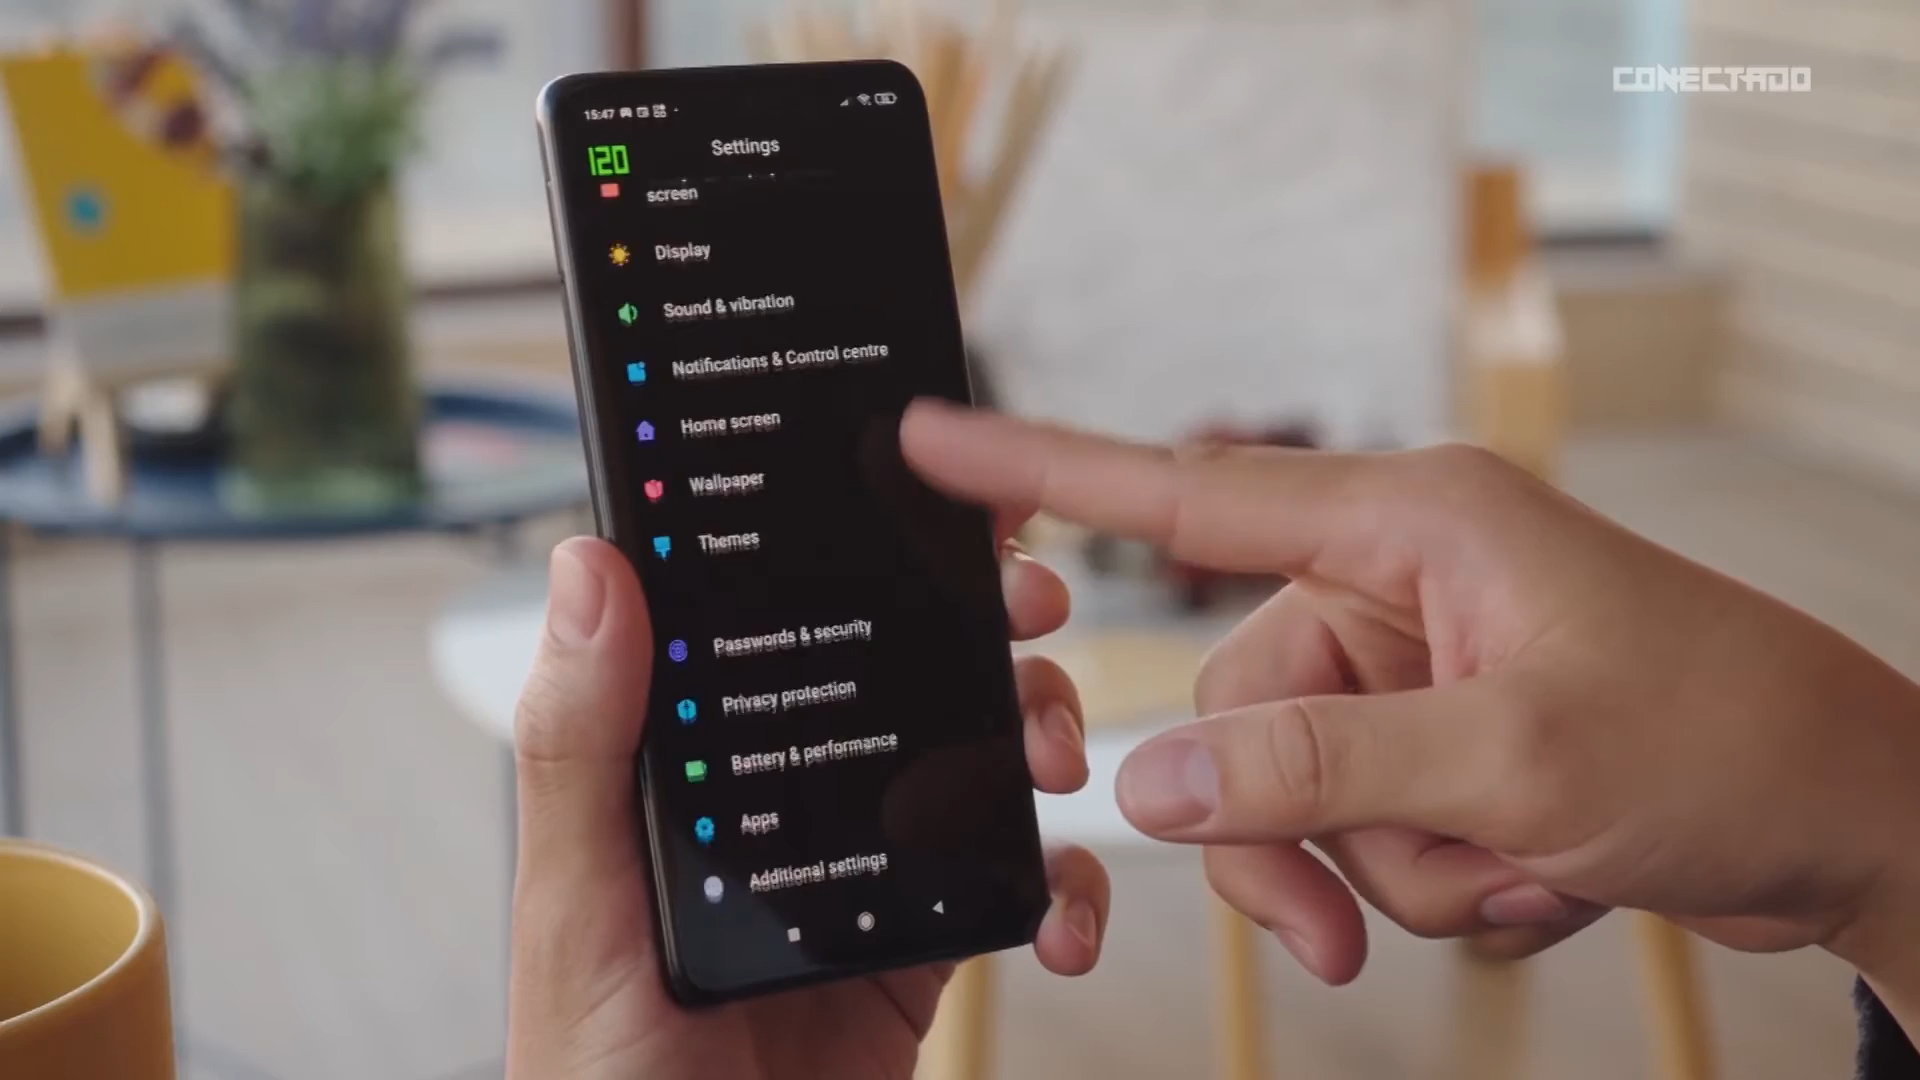 CONECTADO
15:47
120
Settings
screen
Display
Sound & vibration
Notifications & Control centre
Home screen
Wallpaper
Themes
Passwords & security
Privacy protection
Battery & performance
Apps
Additional settings